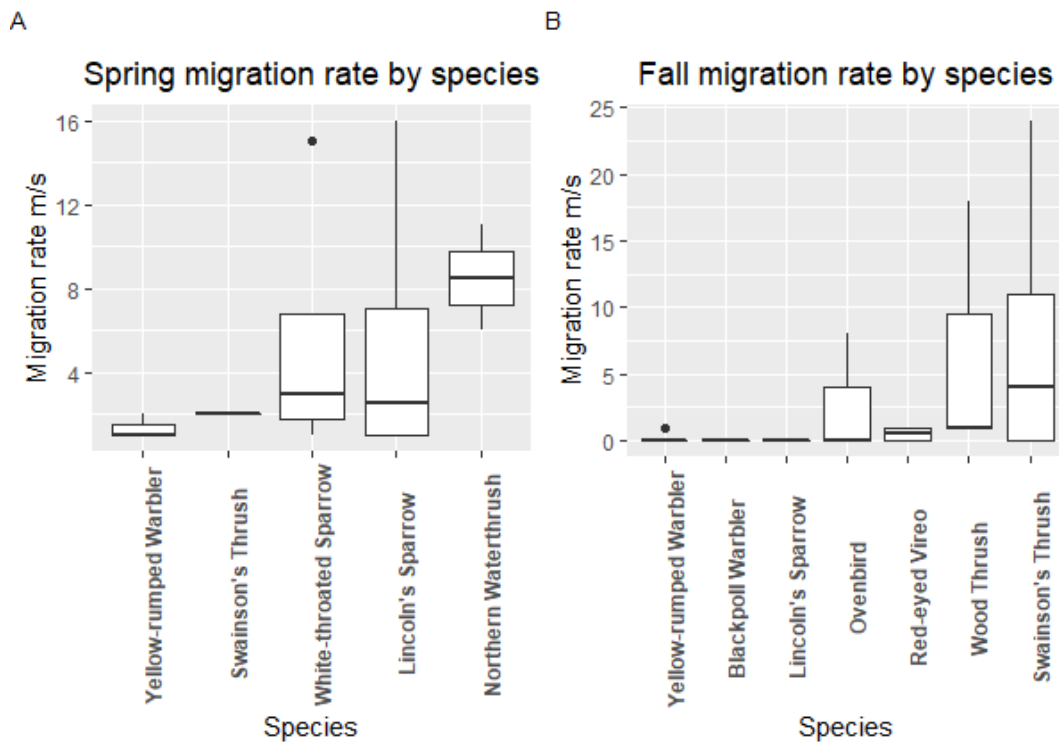 A
Spring migration rate by species
Migration rate m/s
16
12
8
4
Yellow-rumped Warbler
Swainson's Thrush
White-throated Sparrow
Lincoln's Sparrow
Northern Waterthrush
Species
B
Fall migration rate by species
Migration rate m/s
25
20
15
10
5
0
Yellow-rumped Warbler
Blackpoll Warbler
Lincoln's Sparrow
Ovenbird
Red-eyed Vireo
Wood Thrush
Swainson's Thrush
Species